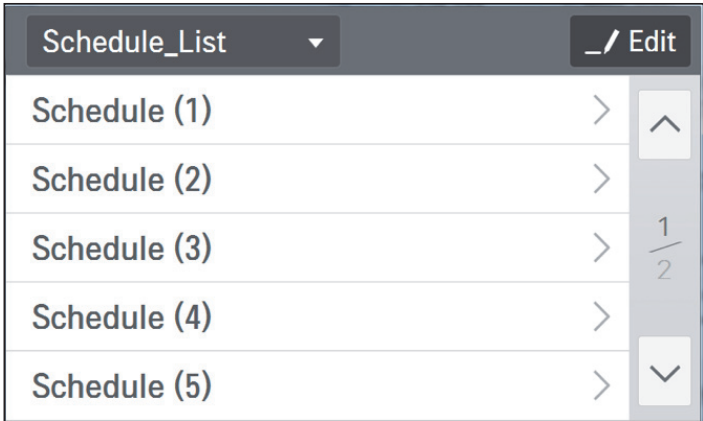 Schedule_List
Edit
Schedule (1)
Schedule (2)
Schedule (3)
Schedule (4)
Schedule (5)
1
2